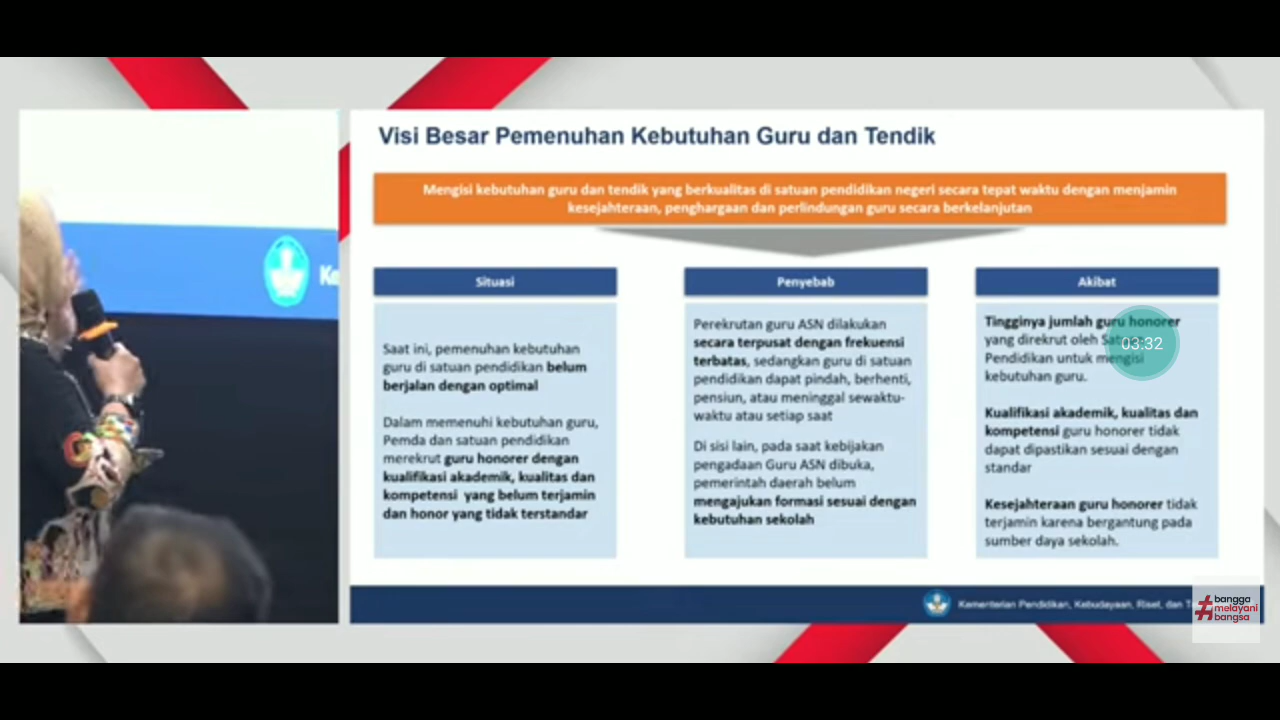 Visi Besar Pemenuhan Kebutuhan Guru dan Tendik
Mengisi kebutuhan guru dan tendik yang berkualitas di satuan pendidikan negeri secara tepat waktu dengan menjamin
kesejahteraan, penghargaan dan perlindungan guru secara berkelanjutan
Situasi
Saat ini, pemenuhan kebutuhan
guru di satuan pendidikan belum
berjalan dengan optimal
Dalam memenuhi kebutuhan guru,
Pemda dan satuan pendidikan
merekrut guru honorer dengan
kualifikasi akademik, kualitas dan
kompetensi yang belum terjamin
dan honor yang tidak terstandar
Penyebab
Perekrutan guru ASN dilakukan
secara terpusat dengan frekuensi
terbatas, sedangkan guru di satuan
pendidikan dapat pindah, berhenti,
pensiun, atau meninggal sewaktu-
waktu atau setiap saat
Di sisi lain, pada saat kebijakan
pengadaan Guru ASN dibuka,
pemerintah daerah belum
mengajukan formasi sesuai dengan
kebutuhan sekolah
Akibat
Tingginya jumlah guru honorer
yang direkrut oleh
Pendidikan untuk mengisi
kebutuhan guru.
Kualifikasi akademik, kualitas dan
kompetensi guru honorer tidak
dapat dipastikan sesuai dengan
standar
Kesejahteraan guru honorer tidak
terjamin karena bergantung pada
sumber daya sekolah.
03:32
Ke
Kementerian Pendidikan, Kebudayaan, Riset, dan T
#bangga
melayani
bangsa